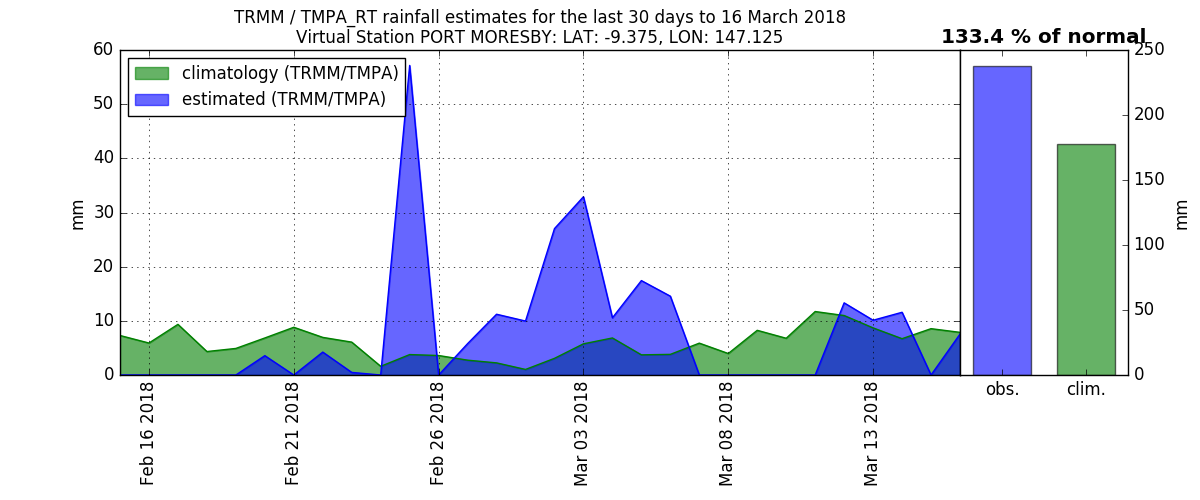 TRMM / TMPA_RT rainfall estimates for the last 30 days to 16 March 2018
Virtual Station PORT MORESBY: LAT: -9.375, LON: 147.125
133.4 % of normal
climatology (TRMM/TMPA)
estimated (TRMM/TMPA)
60
50
40
30
20
10
0
mm
Feb 16 2018
Feb 21 2018
Feb 26 2018
Mar 03 2018
Mar 08 2018
Mar 13 2018
250
200
150
100
50
0
mm
obs.
clim.